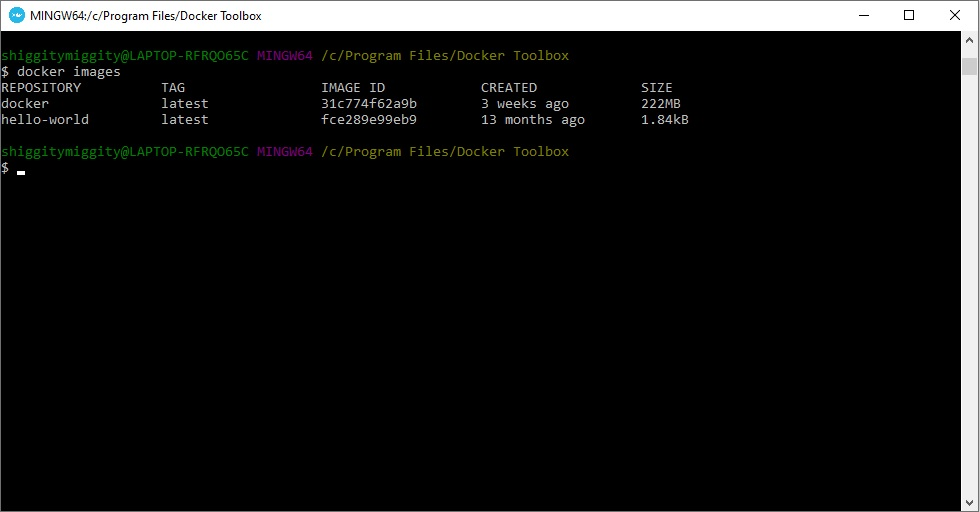 MINGW64:/c/Program Files/Docker Toolbox
shiggitymiggity@LAPTOP-RFRQO65C MINGW64 /c/Program Files/Docker Toolbox
$ docker images
REPOSITORY TAG IMAGE ID CREATED SIZE
docker latest 31c774f62a9b 3 weeks ago 222MB
hello-world latest fce289e99eb9 13 months ago 1.84kB
shiggitymiggity@LAPTOP-RFRQO65C MINGW64 /c/Program Files/Docker Toolbox
$